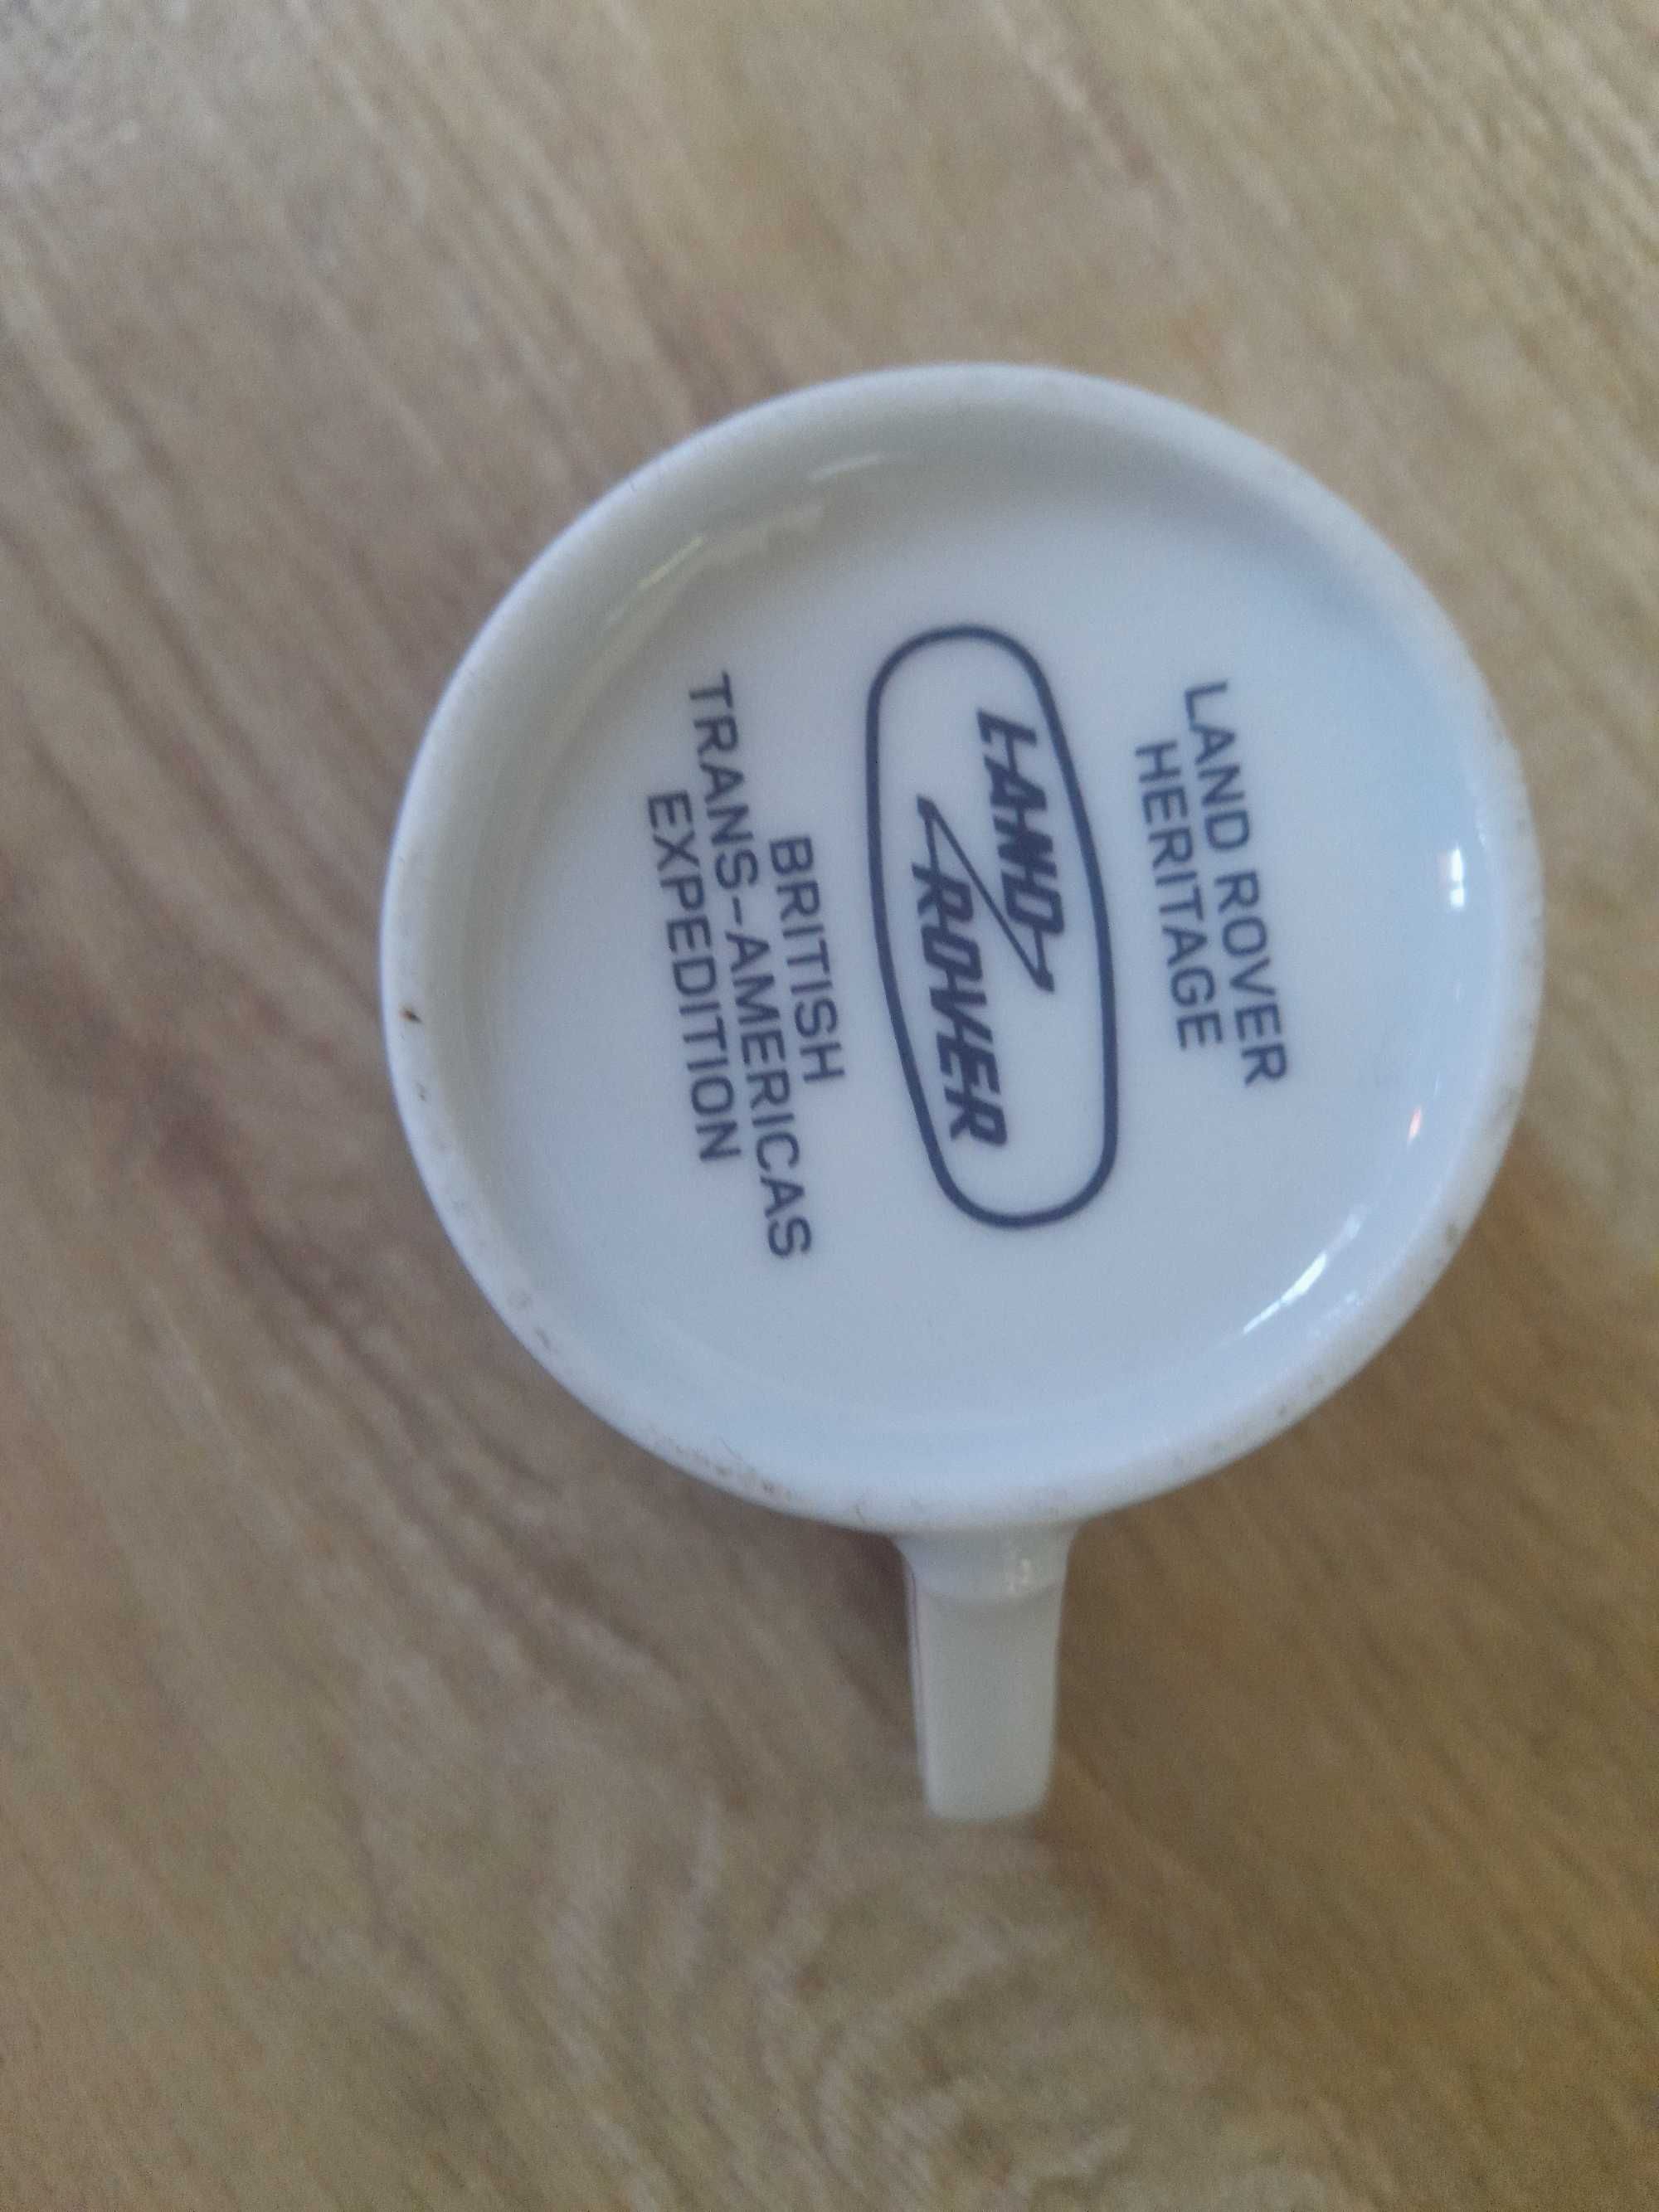 LAND ROVER
HERITAGE
LAND
ROVER
BRITISH
TRANS-AMERICAS
EXPEDITION